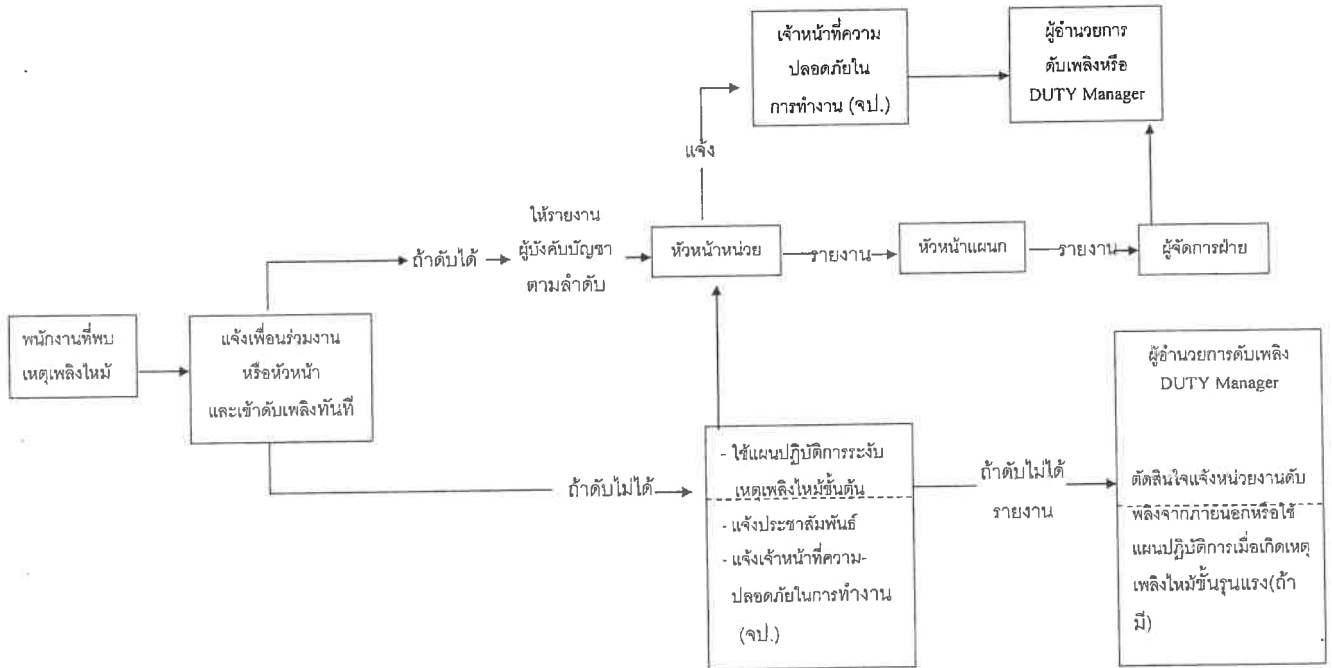 เจ้าหน้าที่ความ
ปลอดภัยใน
การทำงาน (จป.)
ผู้อำนวยการ
ดับเพลิงหรือ
DUTY Manager
แจ้ง
ถ้าดับได้
ให้รายงาน
ผู้บังคับบัญชา
ตามลำดับ
หัวหน้าหน่วย
รายงาน
หัวหน้าแผนก
รายงาน
ผู้จัดการฝ่าย
พนักงานที่พบ
เหตุเพลิงไหม้
แจ้งเพื่อนร่วมงาน
หรือหัวหน้า
และเข้าดับเพลิงทันที
ถ้าดับไม่ได้
- ใช้แผนปฏิบัติการระงับ
เหตุเพลิงไหม้ขั้นต้น
- แจ้งประชาสัมพันธ์
- แจ้งเจ้าหน้าที่ความ-
ปลอดภัยในการทำงาน
(จป.)
ถ้าดับไม่ได้
รายงาน
ผู้อำนวยการดับเพลิง
DUTY Manager
ตัดสินใจแจ้งหน่วยงานดับ
พลิงจากภายนอกหรือใช้
แผนปฏิบัติการเมื่อเกิดเหตุ
เพลิงไหม้ขั้นรุนแรง(ถ้า
มี)